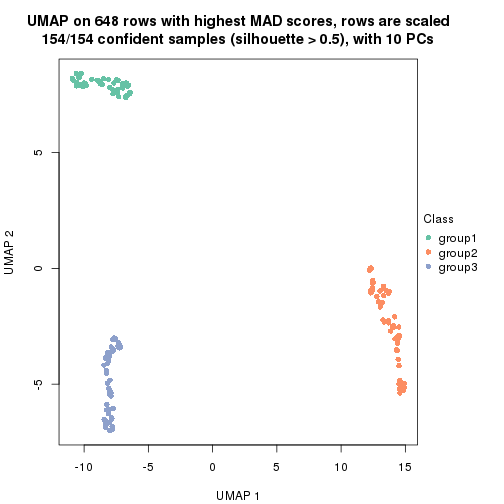 UMAP on 648 rows with highest MAD scores, rows are scaled
154/154 confident samples (silhouette > 0.5), with 10 PCs
5
0
-5
UMAP 2
-10
-5
0
5
10
15
UMAP 1
Class
group1
group2
group3